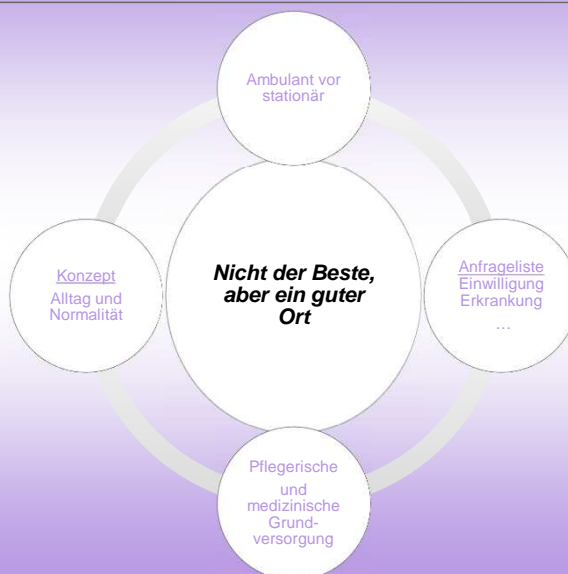 Ambulant vor
stationär
Nicht der Beste,
aber ein guter
Ort
Konzept
Alltag und
Normalität
Anfrageliste
Einwilligung
Erkrankung
…
Pflegerische
und
medizinische
Grund-
versorgung